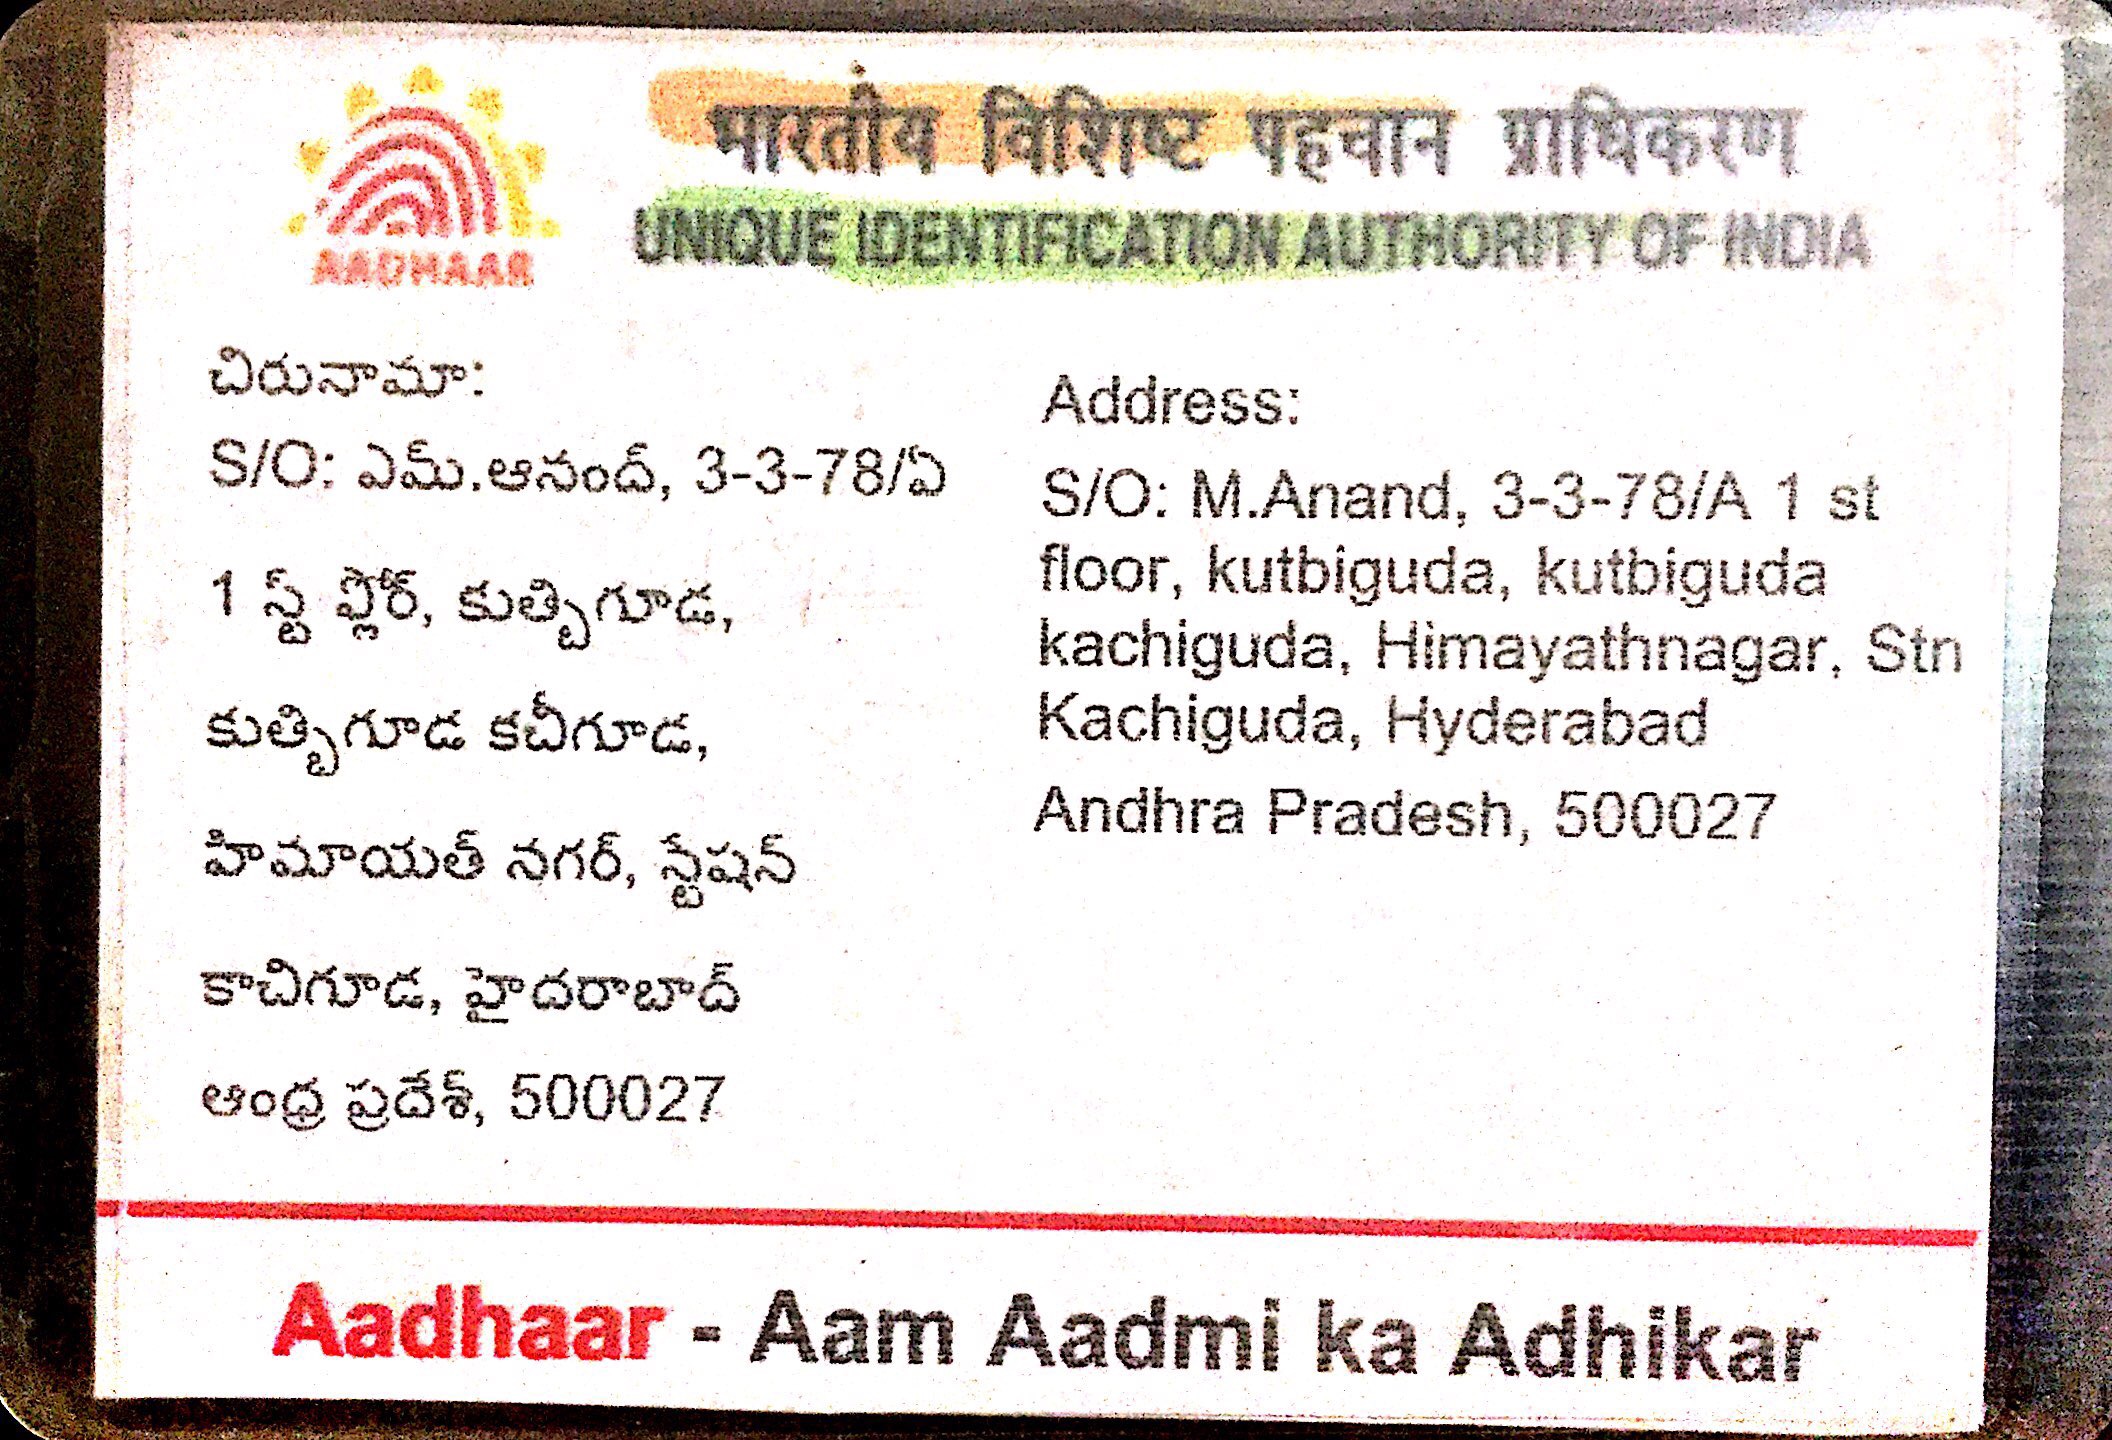 भारतीय विशिष्ट पहचान प्राधिकरण
UNIQUE IDENTIFICATION AUTHORITY OF INDIA
AADHAAR
చిరునామా:
S/O: ఎమ్.ఆనంద్, 3-3-78/ఏ
1 స్ట్ ఫ్లోర్, కుత్బిగూడ,
కుత్బిగూడ కచీగూడ,
హిమాయత్ నగర్, స్టేషన్
కాచిగూడ, హైదరాబాద్
ఆంధ్ర ప్రదేశ్, 500027
Address:
S/O: M.Anand, 3-3-78/A 1 st
floor, kutbiguda, kutbiguda
kachiguda, Himayathnagar, Stn
Kachiguda, Hyderabad
Andhra Pradesh, 500027
Aadhaar - Aam Aadmi ka Adhikar